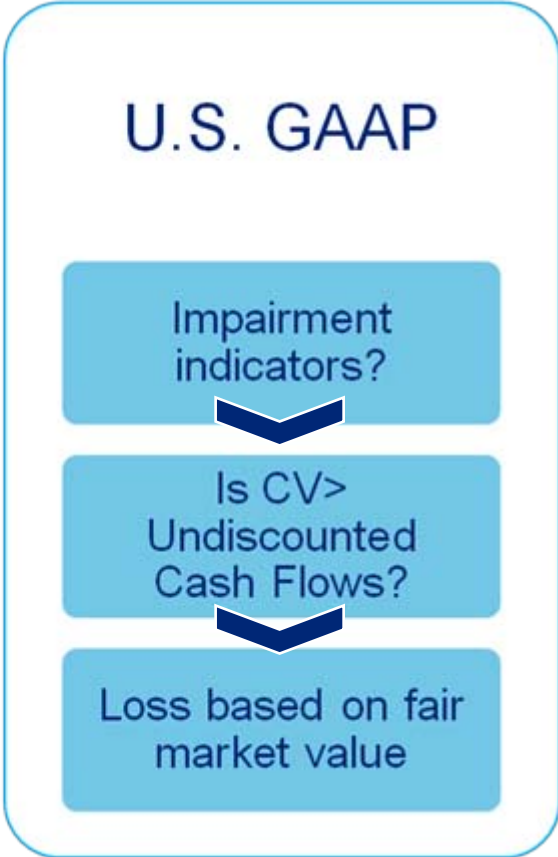 U.S. GAAP
Impairment
indicators?
Is CV>
Undiscounted
Cash Flows?
Loss based on fair
market value